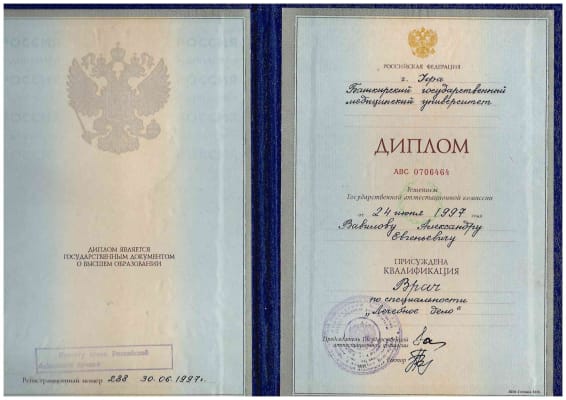 ДИПЛОМ ЯВЛЯЕТСЯ
ГОСУДАРСТВЕННЫМ ДОКУМЕНТОМ
О ВЫСШЕМ ОБРАЗОВАНИИ
Регистрационный номер 288 30.06.1997г.
РОССИЙСКАЯ ФЕДЕРАЦИЯ
г. Уфа
Башкирский государственный
медицинский университет
ДИПЛОМ
АВС 0706464
Решением
Государственной аттестационной комиссии
от 24 июня 1997 года
Вавилову Александру
Евгеньевичу
ПРИСУЖДЕНА
КВАЛИФИКАЦИЯ
Врач
по специальности
"Лечебное дело"
Председатель Государственной
аттестационной комиссии
Ректор